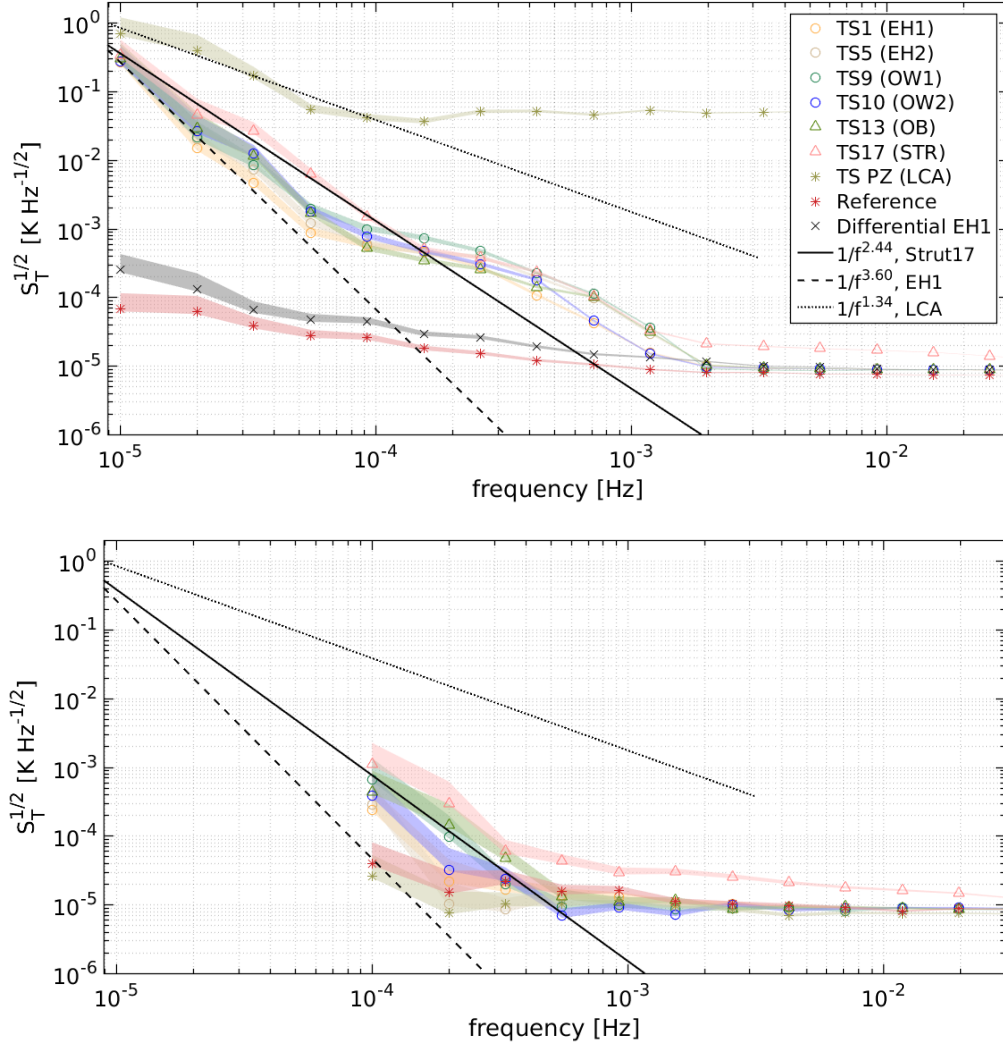 10^0
10^-1
10^-2
10^-3
10^-4
10^-5
10^-6
S_T^1/2 [K Hz^-1/2]
TS1 (EH1)
TS5 (EH2)
TS9 (OW1)
TS10 (OW2)
TS13 (OB)
TS17 (STR)
TS PZ (LCA)
Reference
Differential EH1
1/f^2.44, Strut17
1/f^3.60, EH1
1/f^1.34, LCA
10^-5 10^-4 10^-3 10^-2
frequency [Hz]
10^0
10^-1
10^-2
10^-3
10^-4
10^-5
10^-6
S_T^1/2 [K Hz^-1/2]
10^-5 10^-4 10^-3 10^-2
frequency [Hz]